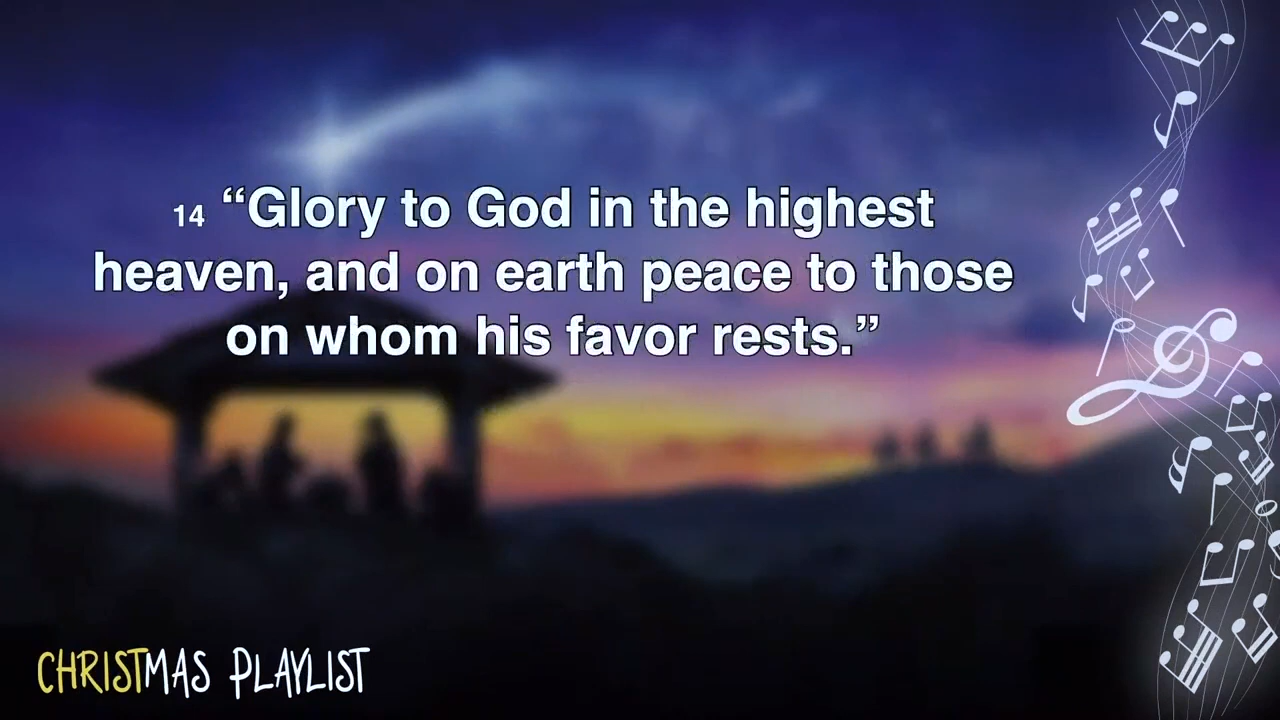 14 “Glory to God in the highest
heaven, and on earth peace to those
on whom his favor rests.”
CHRISTMAS PLAYLIST